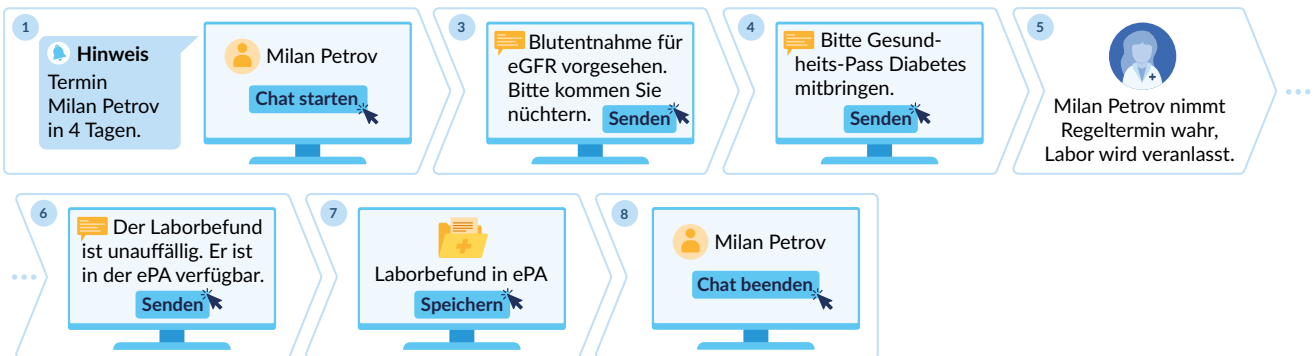 1
Hinweis
Termin
Milan Petrov
in 4 Tagen.
Milan Petrov
Chat starten
3
Blutentnahme für
eGFR vorgesehen.
Bitte kommen Sie
nüchtern.
Senden
4
Bitte Gesund-
heits-Pass Diabetes
mitbringen.
Senden
5
Milan Petrov nimmt
Regeltermin wahr,
Labor wird veranlasst.
6
Der Laborbefund
ist unauffällig. Er ist
in der ePA verfügbar.
Senden
7
Laborbefund in ePA
Speichern
8
Milan Petrov
Chat beenden